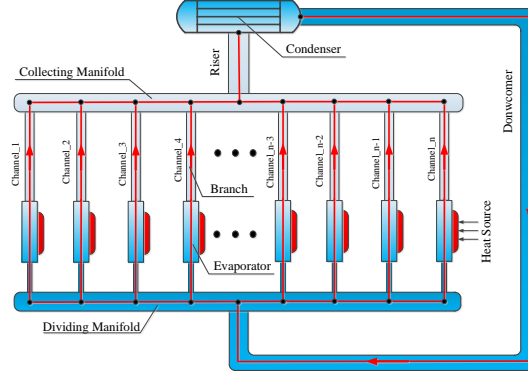 Condenser
Riser
Collecting Manifold
Donwcomer
Channel_1
Channel_2
Channel_3
Channel_4
Channel_n-3
Channel_n-2
Channel_n-1
Channel_n
Branch
Heat Source
Evaporator
Dividing Manifold